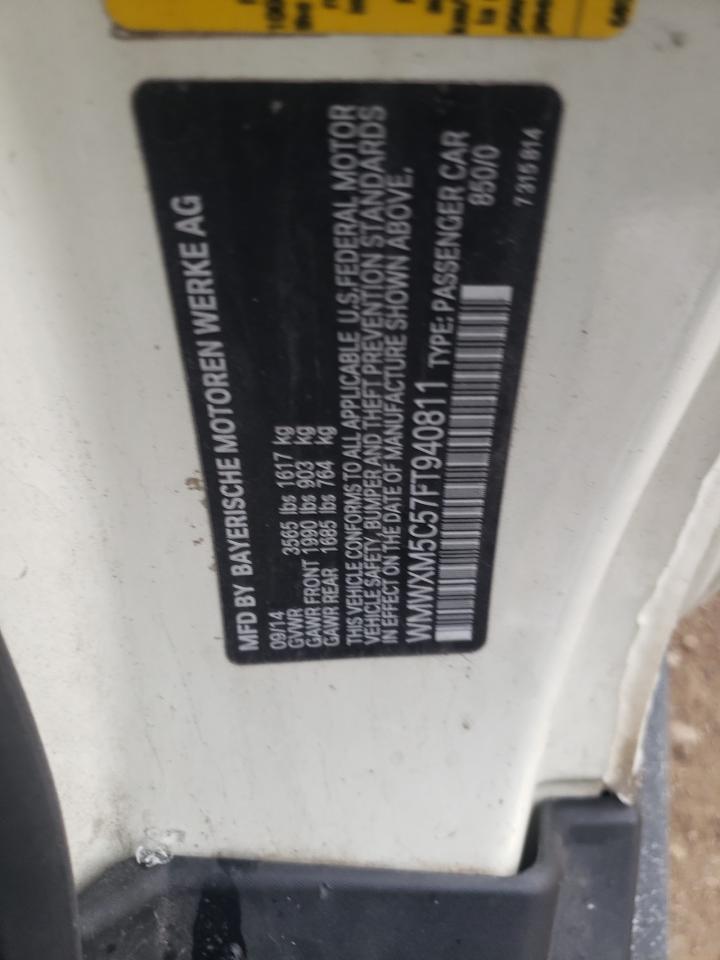 MFD BY BAYERISCHE MOTOREN WERKE AG
09/14
GVWR 3565 lbs 1617 kg
GAWR FRONT 1990 lbs 903 kg
GAWR REAR 1685 lbs 764 kg
THIS VEHICLE CONFORMS TO ALL APPLICABLE U.S. FEDERAL MOTOR
VEHICLE SAFETY, BUMPER AND THEFT PREVENTION STANDARDS
IN EFFECT ON THE DATE OF MANUFACTURE SHOWN ABOVE.
WMWXM5C57FT940811 TYPE: PASSENGER CAR
850/0
7 315 814